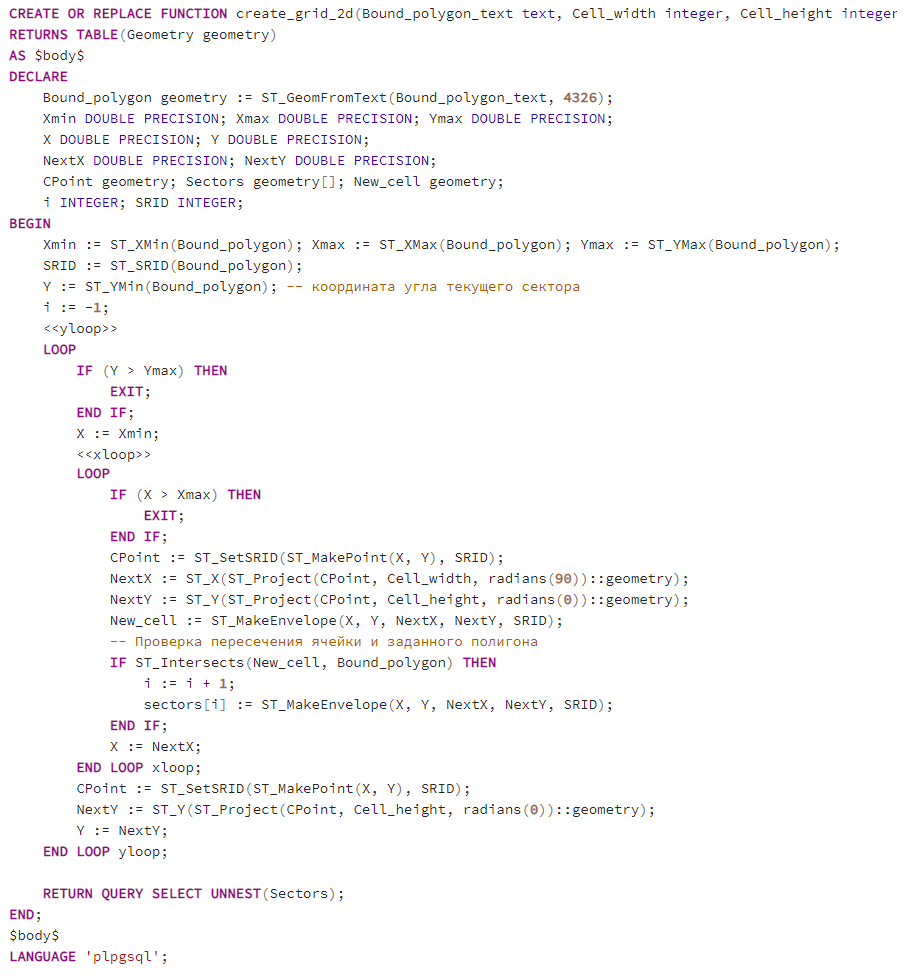 CREATE OR REPLACE FUNCTION create_grid_2d(Bound_polygon_text text, Cell_width integer, Cell_height integer
RETURNS TABLE(Geometry geometry)
AS $body$
DECLARE
    Bound_polygon geometry := ST_GeomFromText(Bound_polygon_text, 4326);
    Xmin DOUBLE PRECISION; Xmax DOUBLE PRECISION; Ymax DOUBLE PRECISION;
    X DOUBLE PRECISION; Y DOUBLE PRECISION;
    NextX DOUBLE PRECISION; NextY DOUBLE PRECISION;
    CPoint geometry; Sectors geometry[]; New_cell geometry;
    i INTEGER; SRID INTEGER;
BEGIN
    Xmin := ST_XMin(Bound_polygon); Xmax := ST_XMax(Bound_polygon); Ymax := ST_YMax(Bound_polygon);
    SRID := ST_SRID(Bound_polygon);
    Y := ST_YMin(Bound_polygon); -- координата угла текущего сектора
    i := -1;
    <<yloop>>
    LOOP
        IF (Y > Ymax) THEN
            EXIT;
        END IF;
        X := Xmin;
        <<xloop>>
        LOOP
            IF (X > Xmax) THEN
                EXIT;
            END IF;
            CPoint := ST_SetSRID(ST_MakePoint(X, Y), SRID);
            NextX := ST_X(ST_Project(CPoint, Cell_width, radians(90))::geometry);
            NextY := ST_Y(ST_Project(CPoint, Cell_height, radians(0))::geometry);
            New_cell := ST_MakeEnvelope(X, Y, NextX, NextY, SRID);
            -- Проверка пересечения ячейки и заданного полигона
            IF ST_Intersects(New_cell, Bound_polygon) THEN
                i := i + 1;
                sectors[i] := ST_MakeEnvelope(X, Y, NextX, NextY, SRID);
            END IF;
            X := NextX;
        END LOOP xloop;
        CPoint := ST_SetSRID(ST_MakePoint(X, Y), SRID);
        NextY := ST_Y(ST_Project(CPoint, Cell_height, radians(0))::geometry);
        Y := NextY;
    END LOOP yloop;

    RETURN QUERY SELECT UNNEST(Sectors);
END;
$body$
LANGUAGE 'plpgsql';